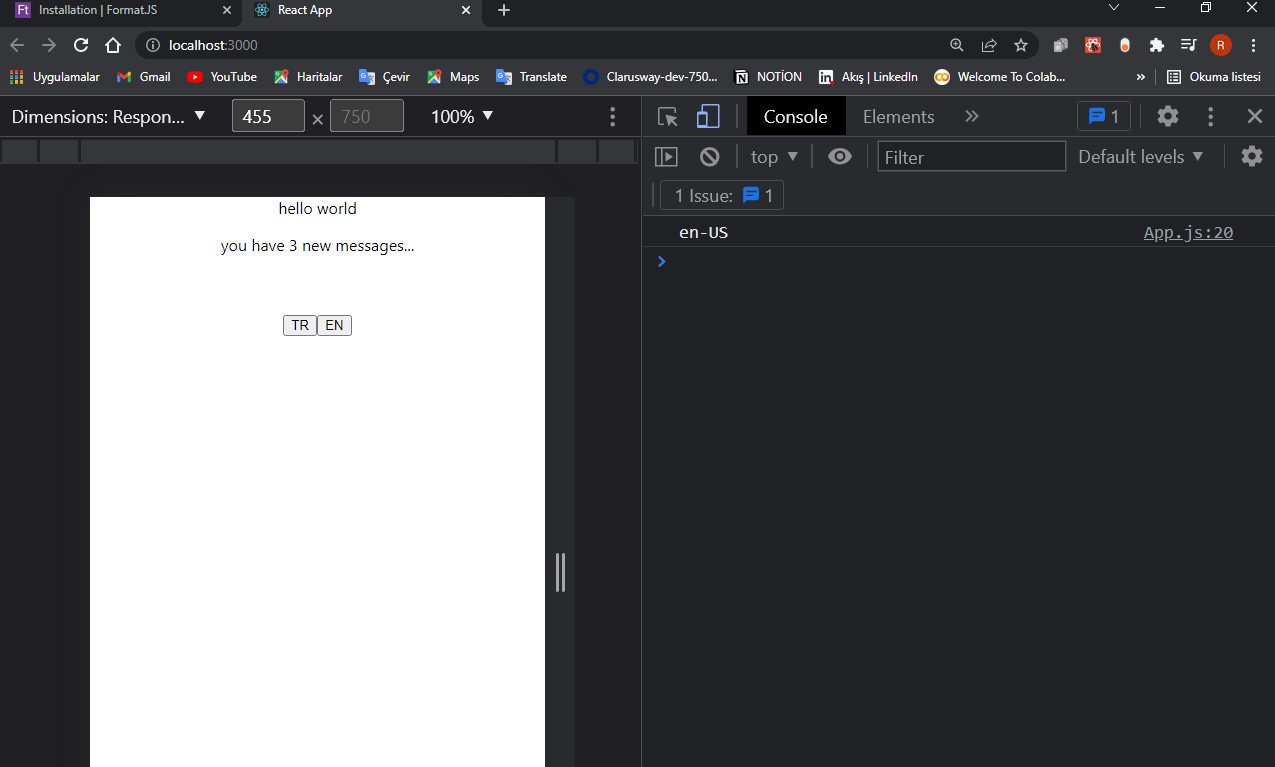 Ft Installation | FormatJS
React App
localhost:3000
R
Uygulamalar
Gmail
YouTube
Haritalar
Çevir
Maps
Translate
Clarusway-dev-750...
NOTİON
Akış | LinkedIn
Welcome To Colab...
»
Okuma listesi
Dimensions: Respon... ▼ 455 × 750 100% ▼
Console Elements » 1
top ▼ Filter Default levels ▼
1 Issue: 1
en-US App.js:20
hello world
you have 3 new messages...
TR EN